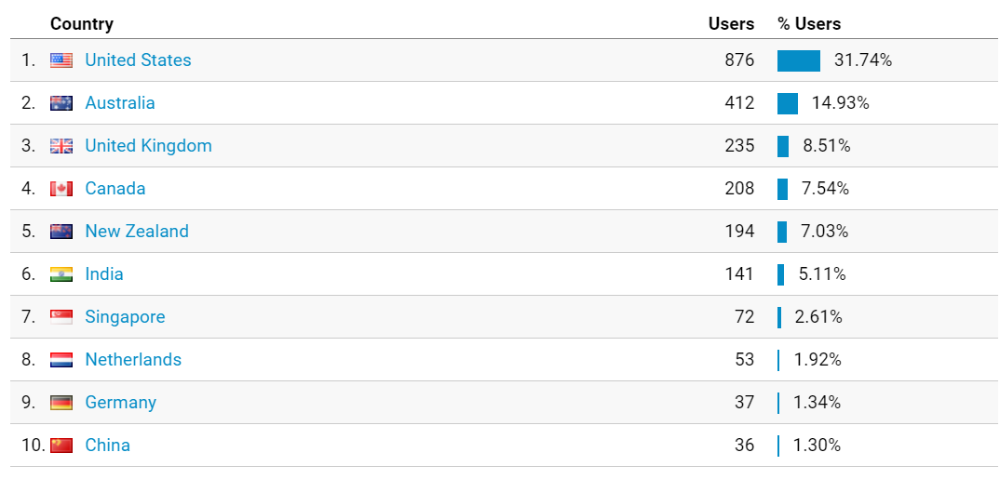 Country Users % Users
1. United States 876 31.74%
2. Australia 412 14.93%
3. United Kingdom 235 8.51%
4. Canada 208 7.54%
5. New Zealand 194 7.03%
6. India 141 5.11%
7. Singapore 72 2.61%
8. Netherlands 53 1.92%
9. Germany 37 1.34%
10. China 36 1.30%